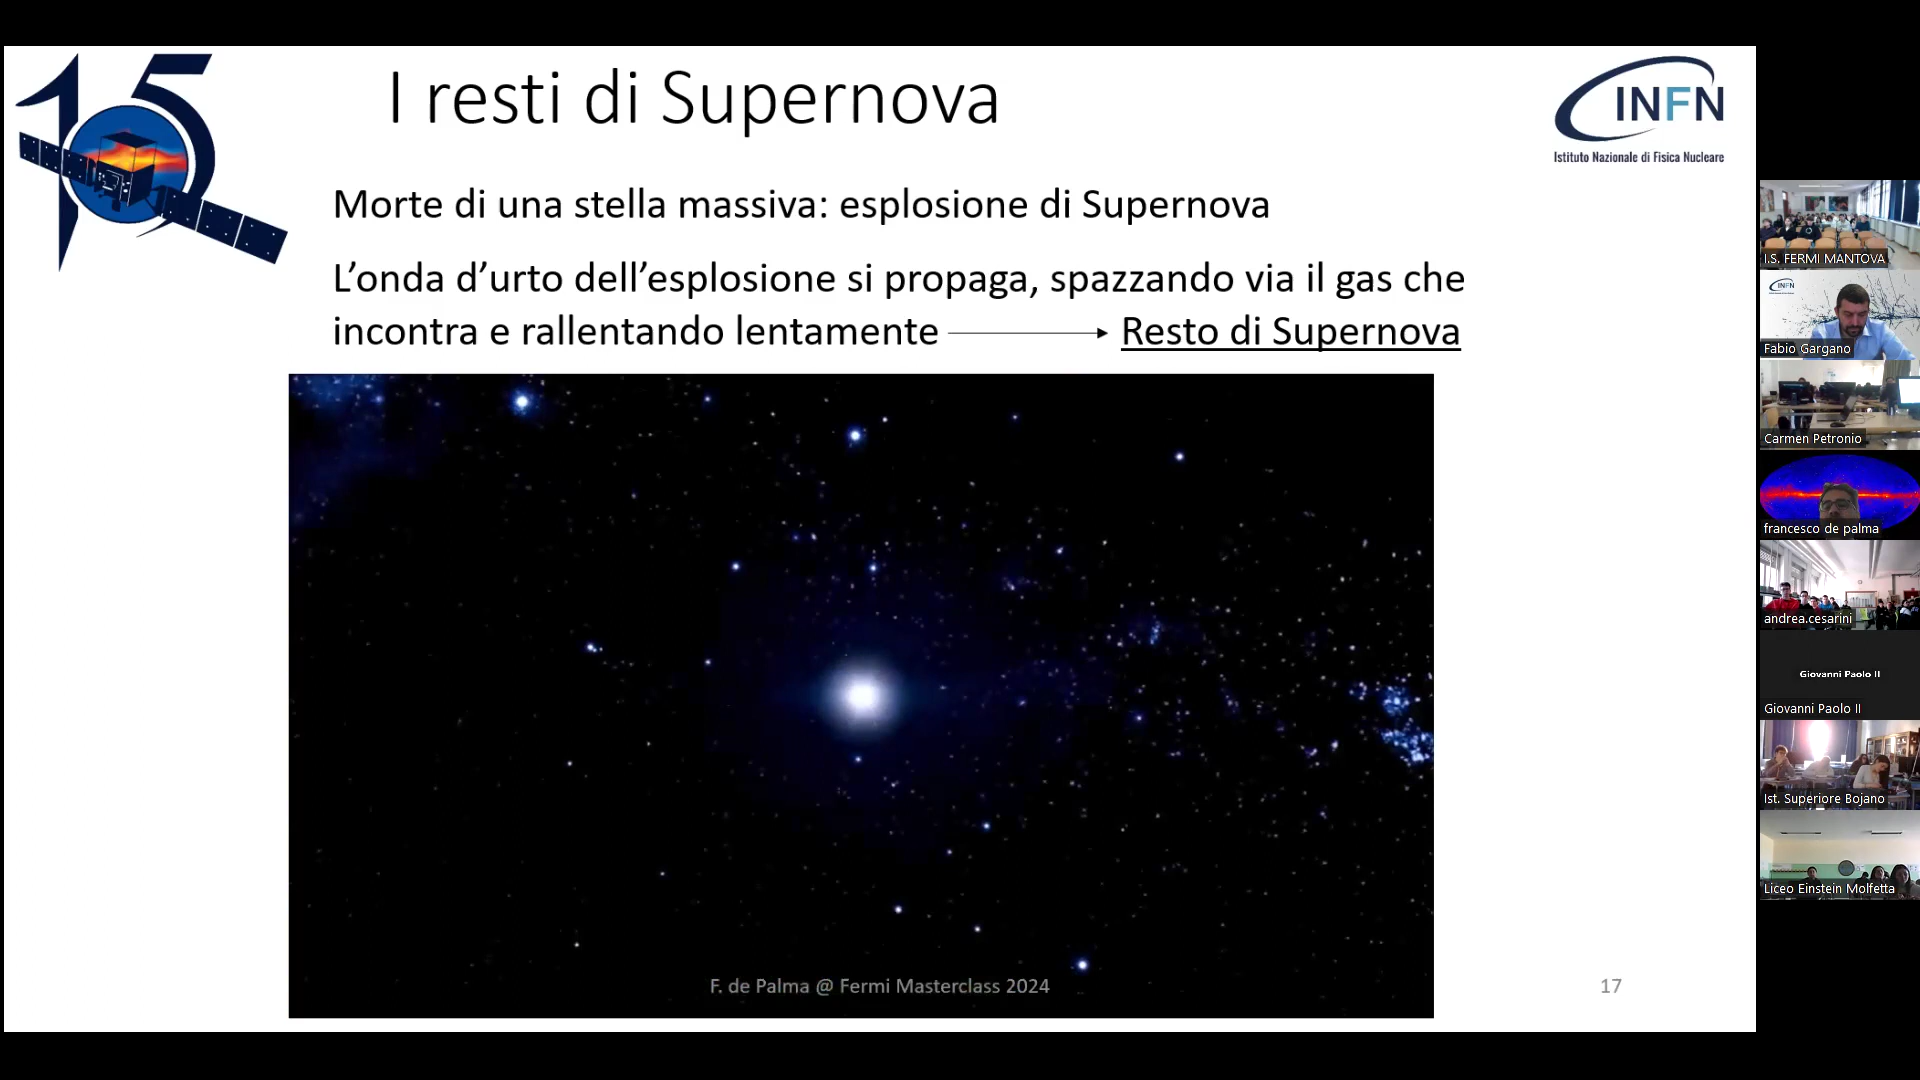 15
I resti di Supernova
INFN
Istituto Nazionale di Fisica Nucleare
Morte di una stella massiva: esplosione di Supernova
L’onda d’urto dell’esplosione si propaga, spazzando via il gas che
incontra e rallentando lentamente
Resto di Supernova
F. de Palma @ Fermi Masterclass 2024
17
I.S. FERMI MANTOVA
INFN
Fabio Gargano
Carmen Petronio
francesco de palma
andrea.cesarini
Giovanni Paolo II
Giovanni Paolo II
Ist. Superiore Bojano
Liceo Einstein Molfetta